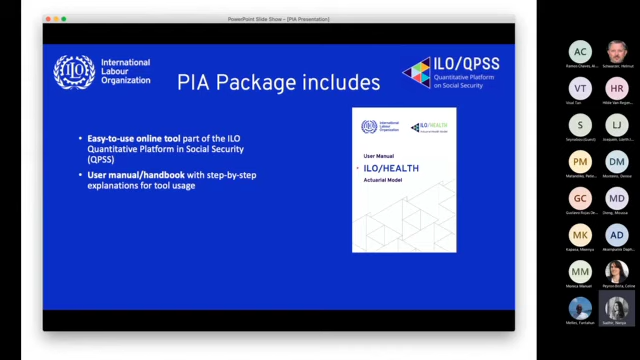 PowerPoint Slide Show - [PIA Presentation]
International
Labour
Organization
ILO/QPSS
Quantitative Platform
on Social Security
PIA Package includes
• Easy-to-use online tool part of the ILO
Quantitative Platform in Social Security
(QPSS)
• User manual/handbook with step-by-step
explanations for tool usage
International
Labour
Organization
ILO/HEALTH
User Manual
ILO/HEALTH
Actuarial Model
AC
VT
HR
S
LJ
PM
DM
GC
MD
MK
AD
MM
Monica Manuel